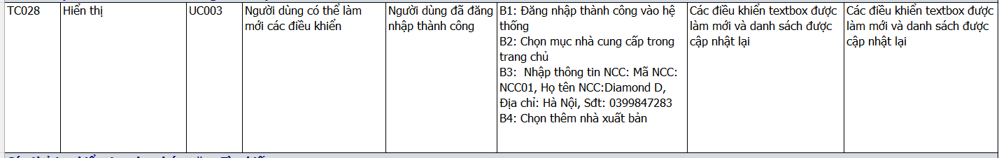 TC028
Hiển thị
UC003
Người dùng có thể làm
mới các điều khiển
Người dùng đã đăng
nhập thành công
B1: Đăng nhập thành công vào hệ
thống
B2: Chọn mục nhà cung cấp trong
trang chủ
B3:  Nhập thông tin NCC: Mã NCC:
NCC01, Họ tên NCC:Diamond D,
Địa chỉ: Hà Nội, Sđt: 0399847283
B4: Chọn thêm nhà xuất bản
Các điều khiển textbox được
làm mới và danh sách được
cập nhật lại
Các điều khiển textbox được
làm mới và danh sách được
cập nhật lại